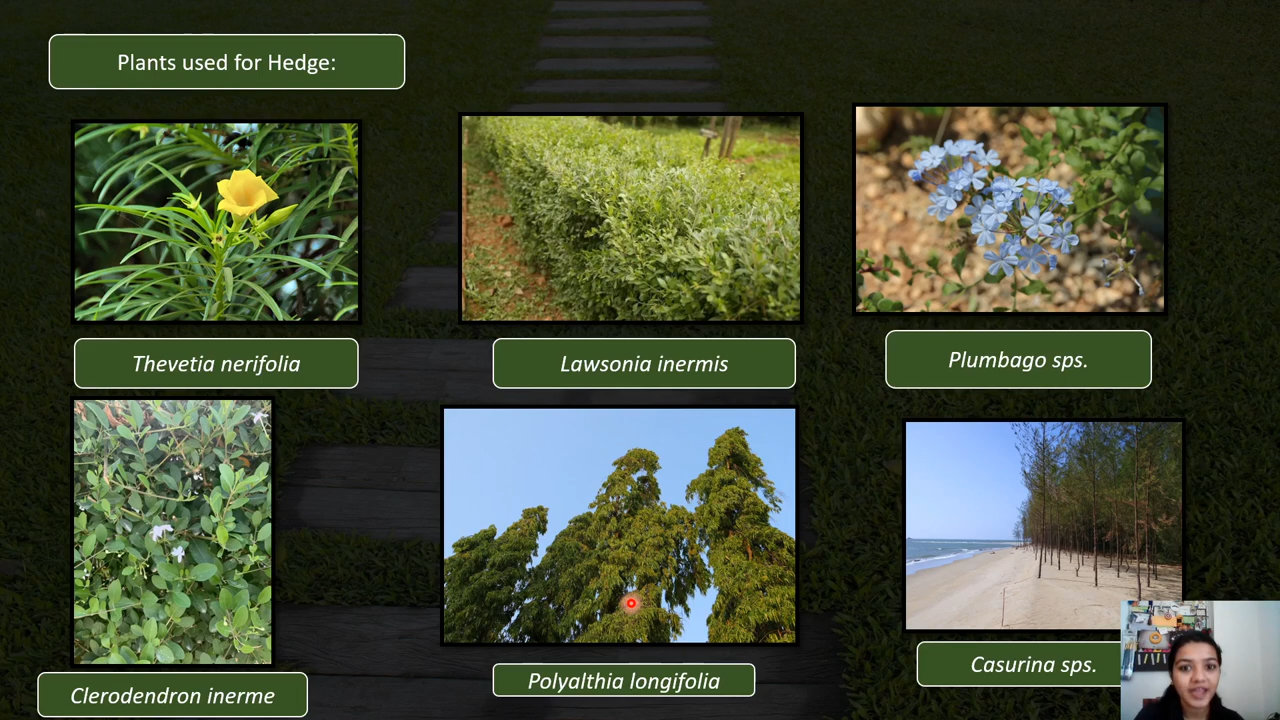 Plants used for Hedge:
Thevetia nerifolia
Lawsonia inermis
Plumbago sps.
Clerodendron inerme
Polyalthia longifolia
Casurina sps.